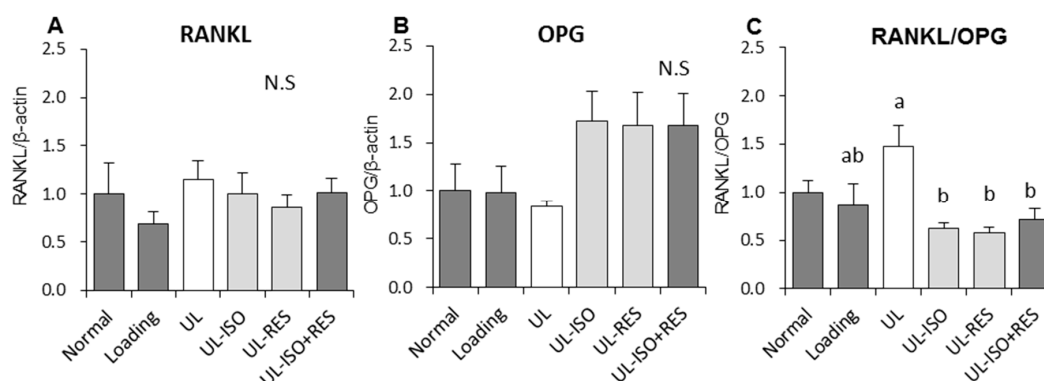 A
RANKL
2.5
2.0
1.5
1.0
0.5
0.0
RANKL/β-actin
N.S
Normal
Loading
UL
UL-ISO
UL-RES
UL-ISO+RES
B
OPG
2.5
2.0
1.5
1.0
0.5
0.0
OPG/β-actin
N.S
Normal
Loading
UL
UL-ISO
UL-RES
UL-ISO+RES
C
RANKL/OPG
2.5
2.0
1.5
1.0
0.5
0.0
RANKL/OPG
ab
a
b
b
b
Normal
Loading
UL
UL-ISO
UL-RES
UL-ISO+RES